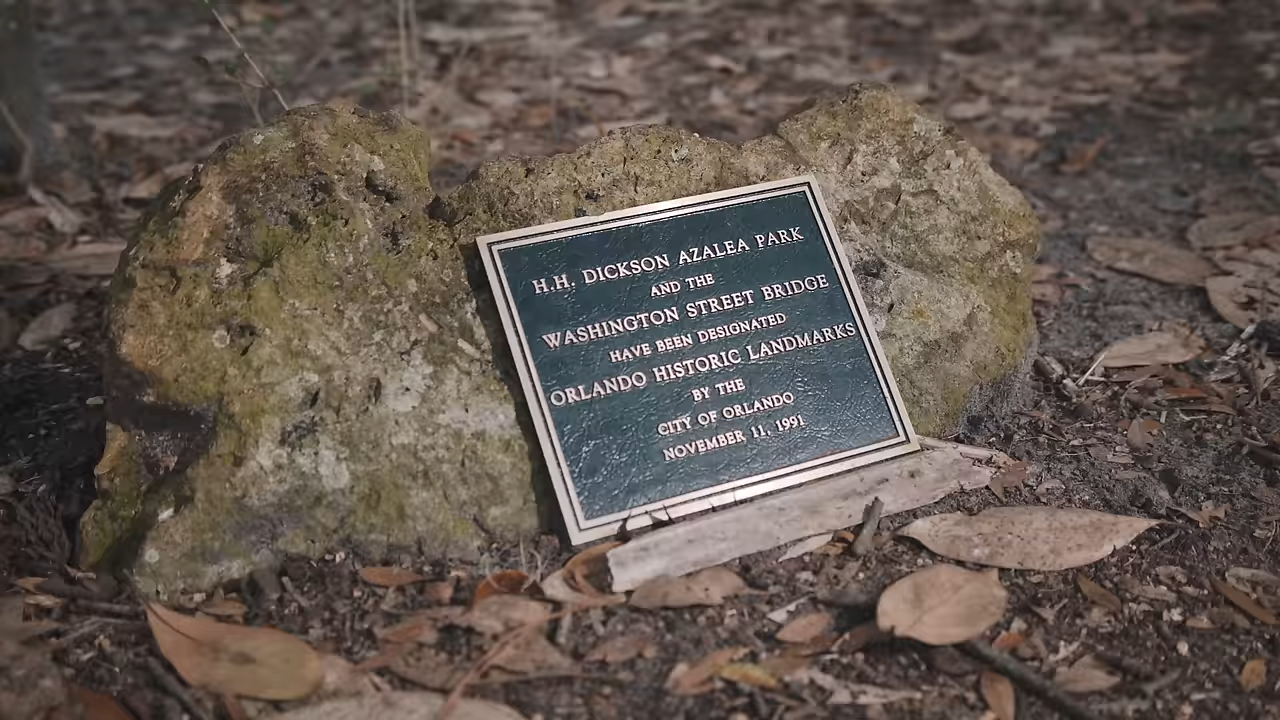 H.H. DICKSON AZALEA PARK
AND THE
WASHINGTON STREET BRIDGE
HAVE BEEN DESIGNATED
ORLANDO HISTORIC LANDMARKS
BY THE
CITY OF ORLANDO
NOVEMBER 11, 1991